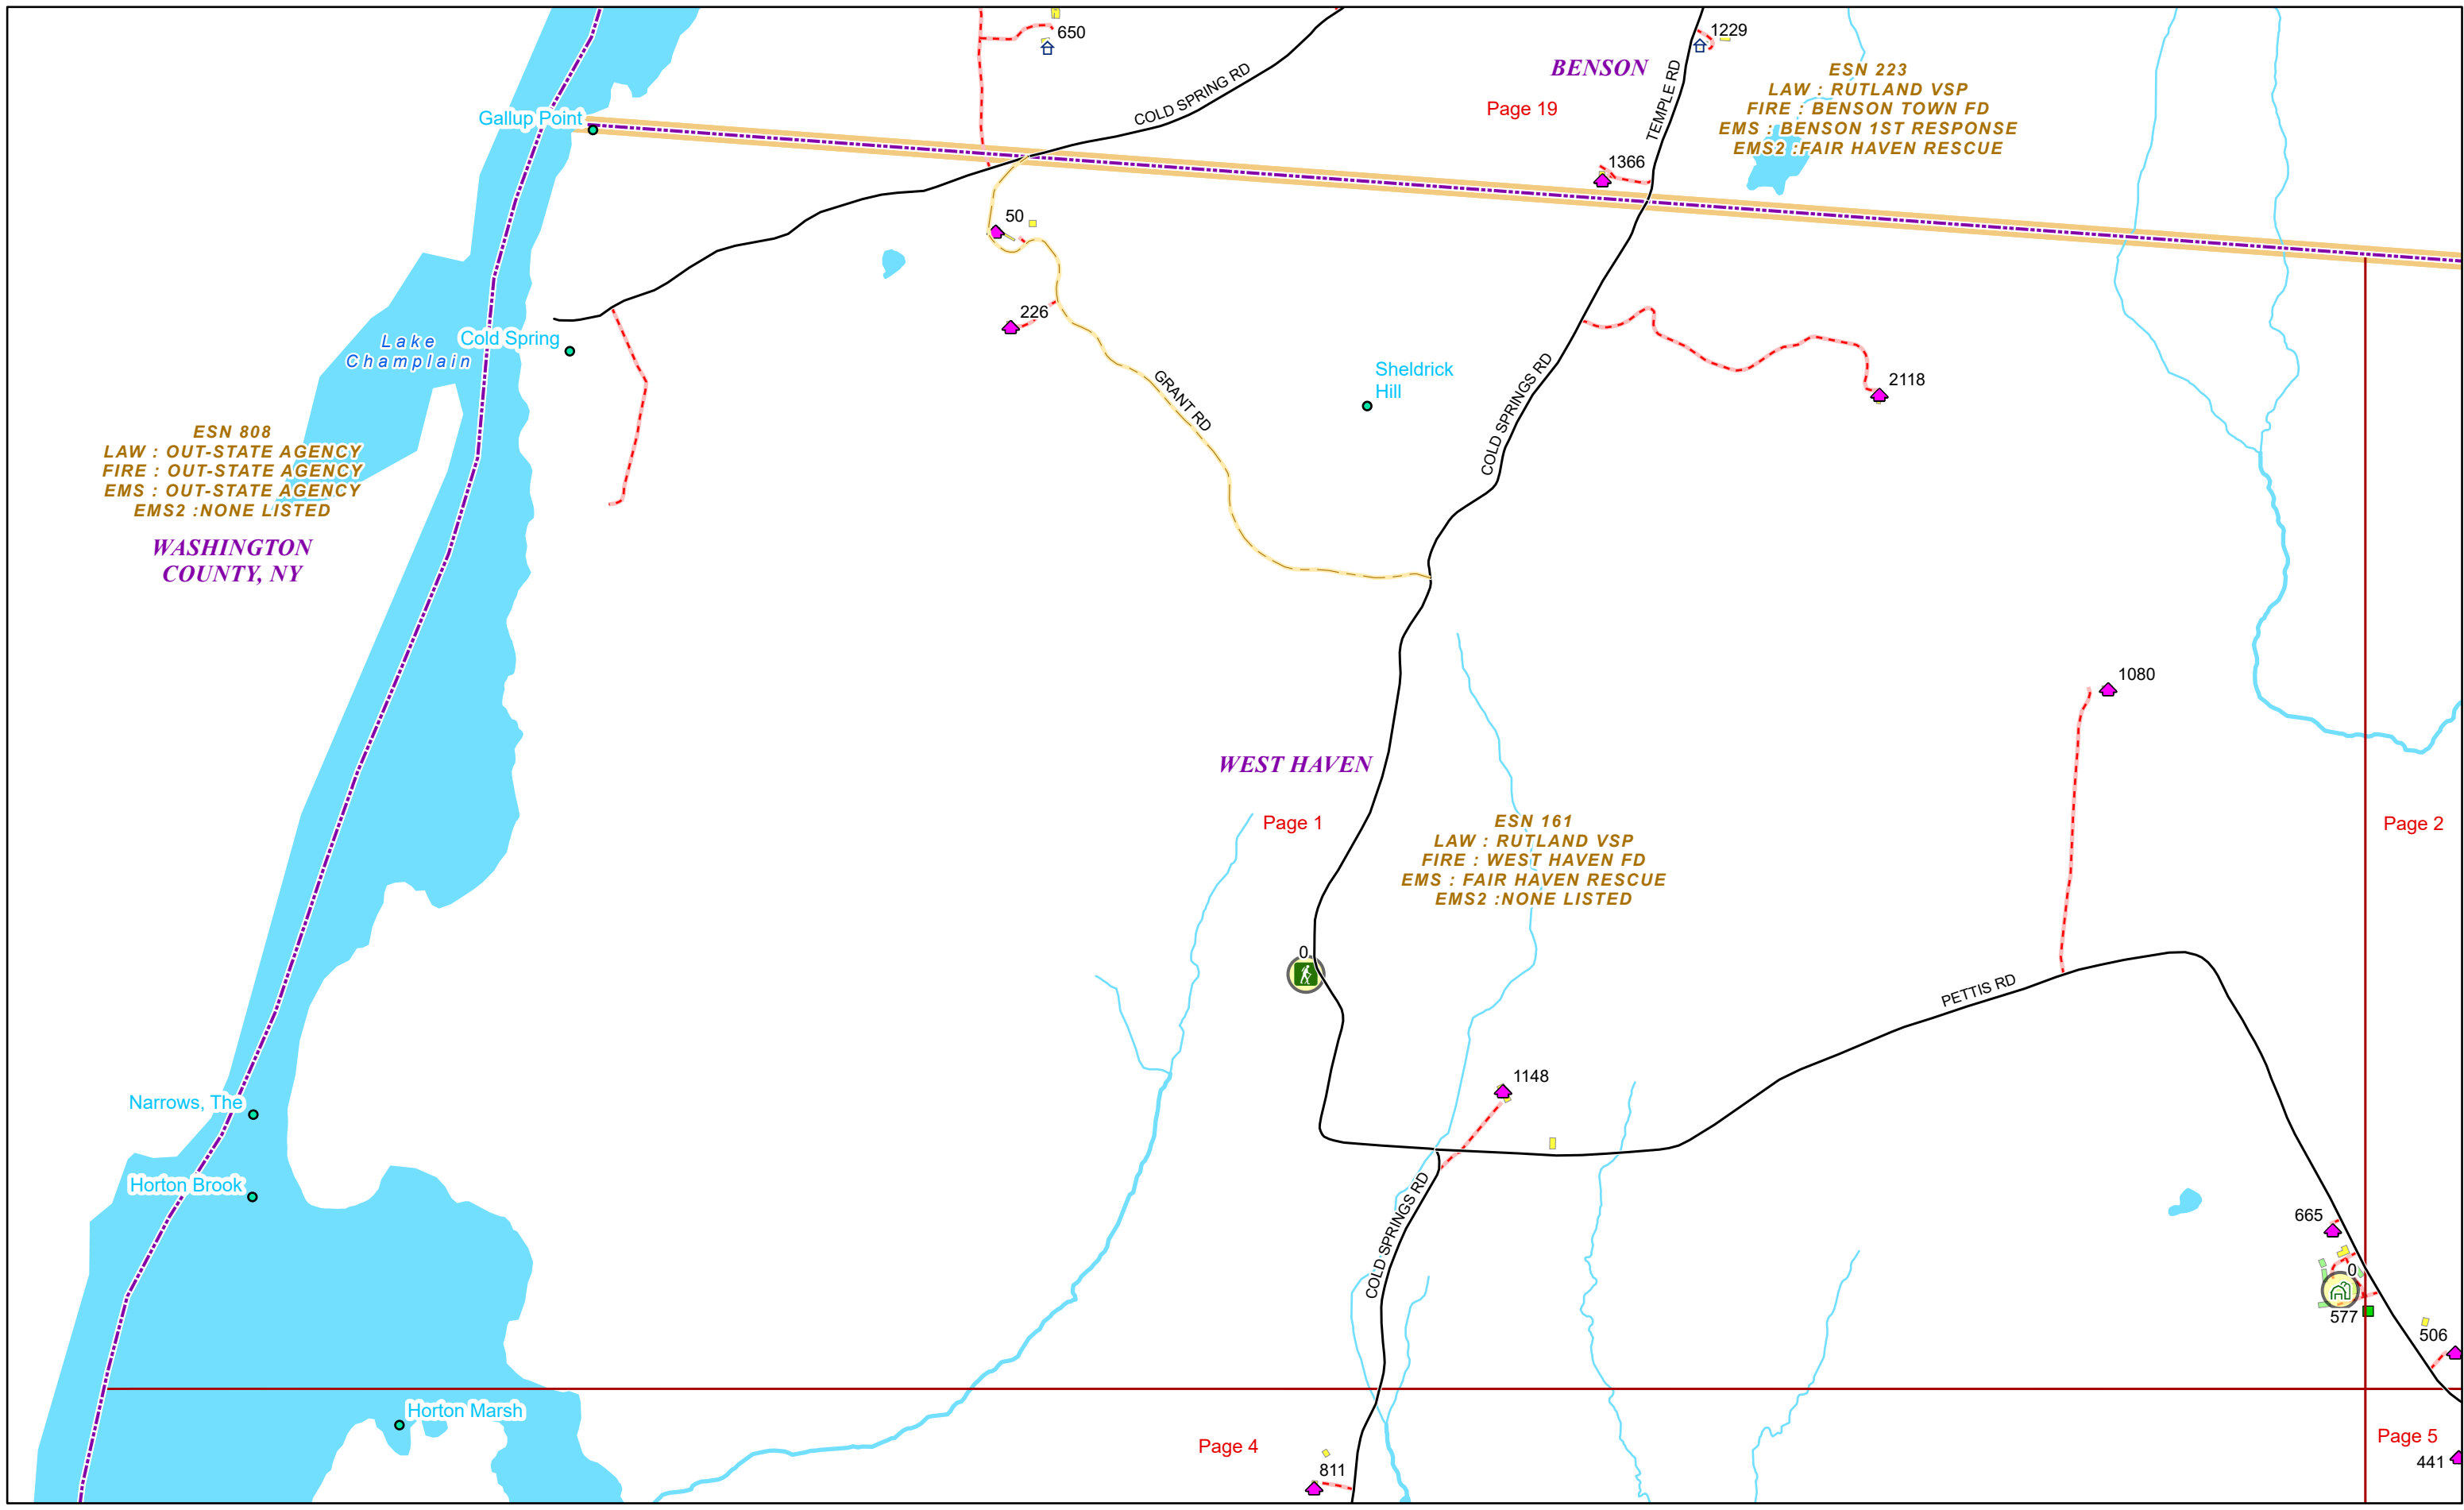 650
1229
BENSON
ESN 223
LAW : RUTLAND VSP
FIRE : BENSON TOWN FD
EMS : BENSON 1ST RESPONSE
EMS2 :FAIR HAVEN RESCUE
COLD SPRING RD
TEMPLE RD
Page 19
Gallup Point
1366
50
226
Lake
Champlain
Cold Spring
Sheldrick
Hill
GRANT RD
COLD SPRINGS RD
2118
ESN 808
LAW : OUT-STATE AGENCY
FIRE : OUT-STATE AGENCY
EMS : OUT-STATE AGENCY
EMS2 :NONE LISTED
WASHINGTON
COUNTY, NY
1080
WEST HAVEN
Page 1
Page 2
ESN 161
LAW : RUTLAND VSP
FIRE : WEST HAVEN FD
EMS : FAIR HAVEN RESCUE
EMS2 :NONE LISTED
0
PETTIS RD
1148
Narrows, The
Horton Brook
COLD SPRINGS RD
665
0
577
506
Horton Marsh
Page 4
Page 5
441
811